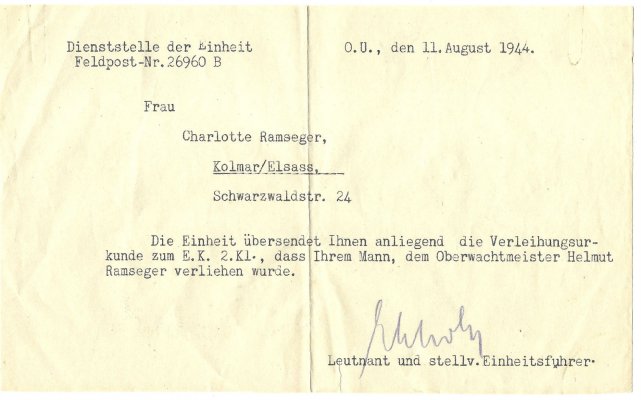 Dienststelle der Einheit
Feldpost-Nr.26960 B
O.U., den 11.August 1944.
Frau
Charlotte Ramseger,
Kolmar/Elsass,
Schwarzwaldstr. 24
Die Einheit übersendet Ihnen anliegend die Verleihungsur-
kunde zum E.K. 2.Kl., dass Ihrem Mann, dem Oberwachtmeister Helmut
Ramseger verliehen wurde.
Leutnant und stellv.Einheitsführer.